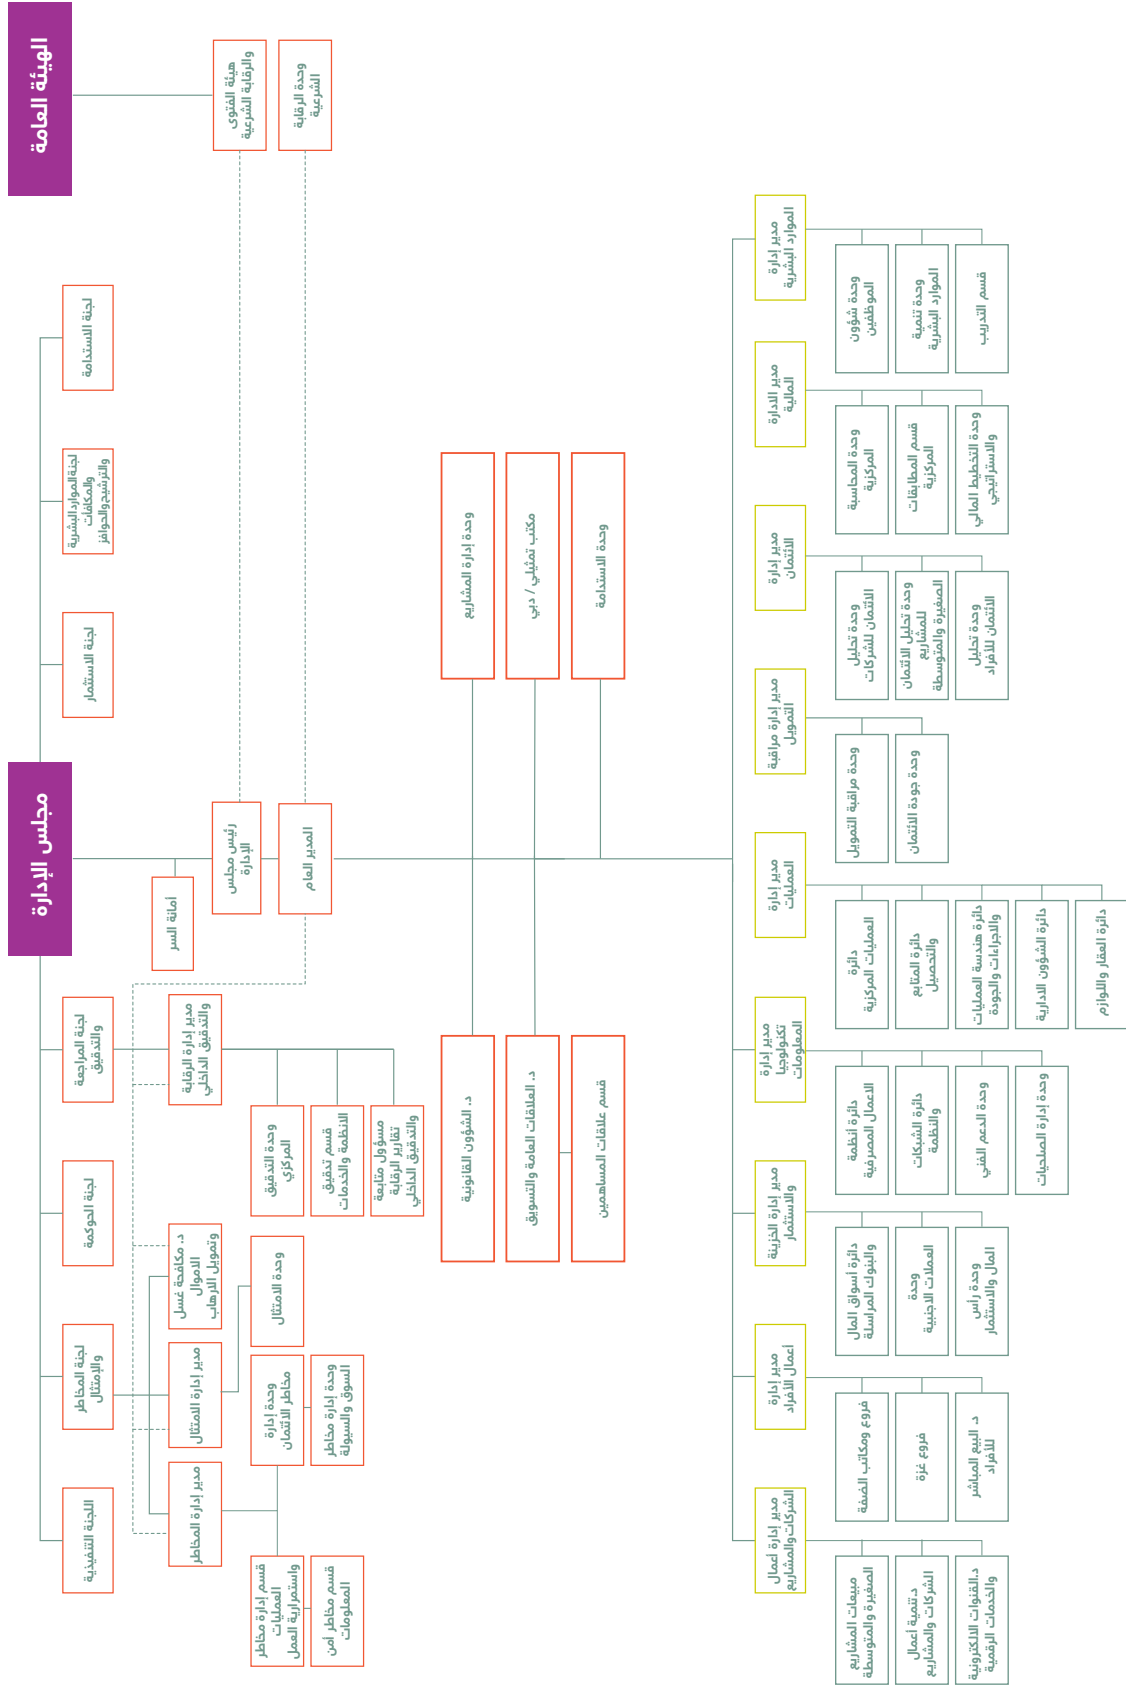 الهيئة العامة
هيئة الفتوى
والرقابة الشرعية
وحدة الرقابة
الشرعية
لجنة الاستدامة
لجنة الموارد البشرية
والمكافات
والترشيح والحوافز
لجنة الاستثمار
مجلس الإدارة
رئيس مجلس
الإدارة
المدير العام
أمانة السر
لجنة المراجعة
والتدقيق
لجنة الحوكمة
لجنة المخاطر
والإمتثال
اللجنة التنفيذية
مدير إدارة الرقابة
والتدقيق الداخلي
وحدة التدقيق
المركزي
قسم تدقيق
الانظمة والخدمات
مسؤول متابعة
تقارير الرقابة
والتدقيق الداخلي
د. مكافحة غسل
الاموال
وتمويل الارهاب
مدير إدارة الامتثال
مدير إدارة المخاطر
وحدة الامتثال
وحدة إدارة
مخاطر الائتمان
وحدة إدارة مخاطر
السوق والسيولة
قسم إدارة مخاطر
العمليات
واستمرارية العمل
قسم مخاطر أمن
المعلومات
وحدة إدارة المشاريع
مكتب تمثيلي / دبي
وحدة الاستدامة
د. الشؤون القانونية
د. العلاقات العامة والتسويق
قسم علاقات المساهمين
مدير إدارة
الموارد البشرية
وحدة شؤون
الموظفين
وحدة تنمية
الموارد البشرية
قسم التدريب
مدير الادارة
المالية
وحدة المحاسبة
المركزية
قسم المطابقات
المركزية
وحدة التخطيط المالي
والاستراتيجي
مدير إدارة
الائتمان
وحدة تحليل
الائتمان للشركات
وحدة تحليل الائتمان
للمشاريع
الصغيرة والمتوسطة
وحدة تحليل
الائتمان للأفراد
مدير إدارة مراقبة
التمويل
وحدة مراقبة التمويل
وحدة جودة الائتمان
مدير إدارة
العمليات
دائرة
العمليات المركزية
دائرة المتابع
والتحصيل
دائرة هندسة العمليات
والاجراءات والجودة
دائرة الشؤون الادارية
دائرة العقار واللوازم
مدير إدارة
تكنولوجيا
المعلومات
دائرة أنظمة
الاعمال المصرفية
دائرة الشبكات
والنظمة
وحدة الدعم الفني
وحدة إدارة الصلحيات
مدير إدارة الخزينة
والاستثمار
دائرة أسواق المال
والبنوك المراسلة
وحدة
العملات الاجنبية
وحدة رأس
المال والاستثمار
مدير إدارة
أعمال الأفراد
فروع ومكاتب الضفة
فروع غزة
د. البيع المباشر
للأفراد
مدير إدارة أعمال
الشركات والمشاريع
مبيعات المشاريع
الصغيرة والمتوسطة
د.تنمية أعمال
الشركات والمشاريع
د.القنوات الالكترونية
والخدمات الرقمية